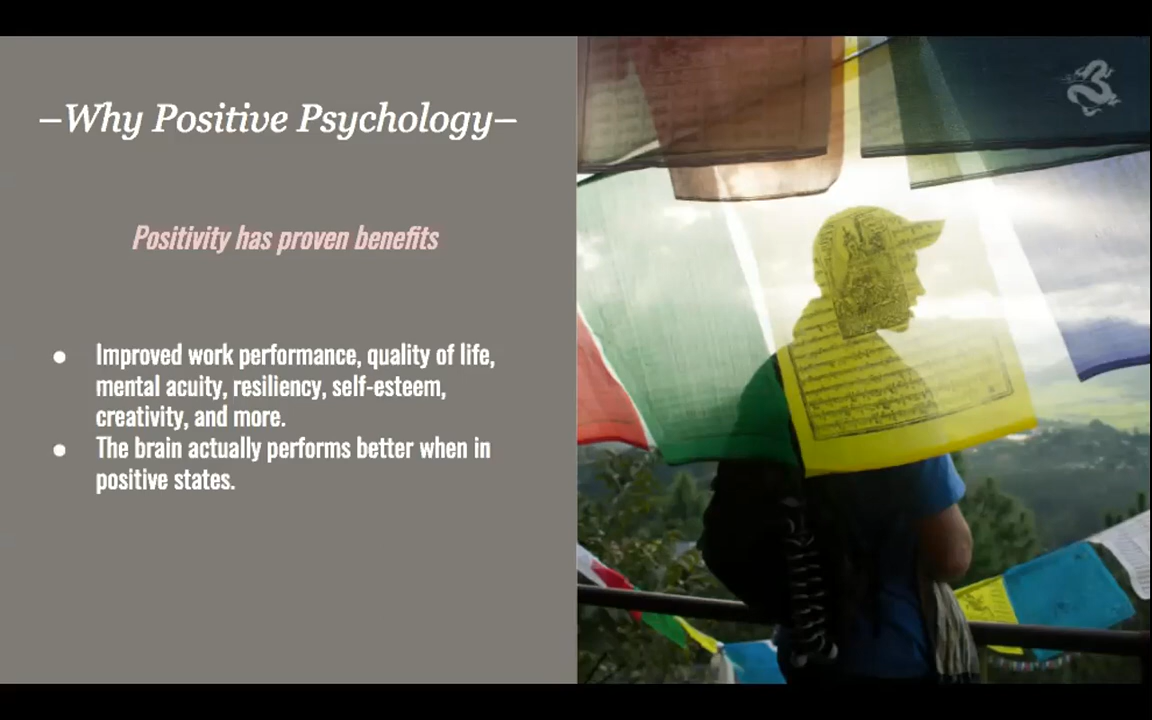 –Why Positive Psychology–
Positivity has proven benefits
● Improved work performance, quality of life,
mental acuity, resiliency, self-esteem,
creativity, and more.
● The brain actually performs better when in
positive states.